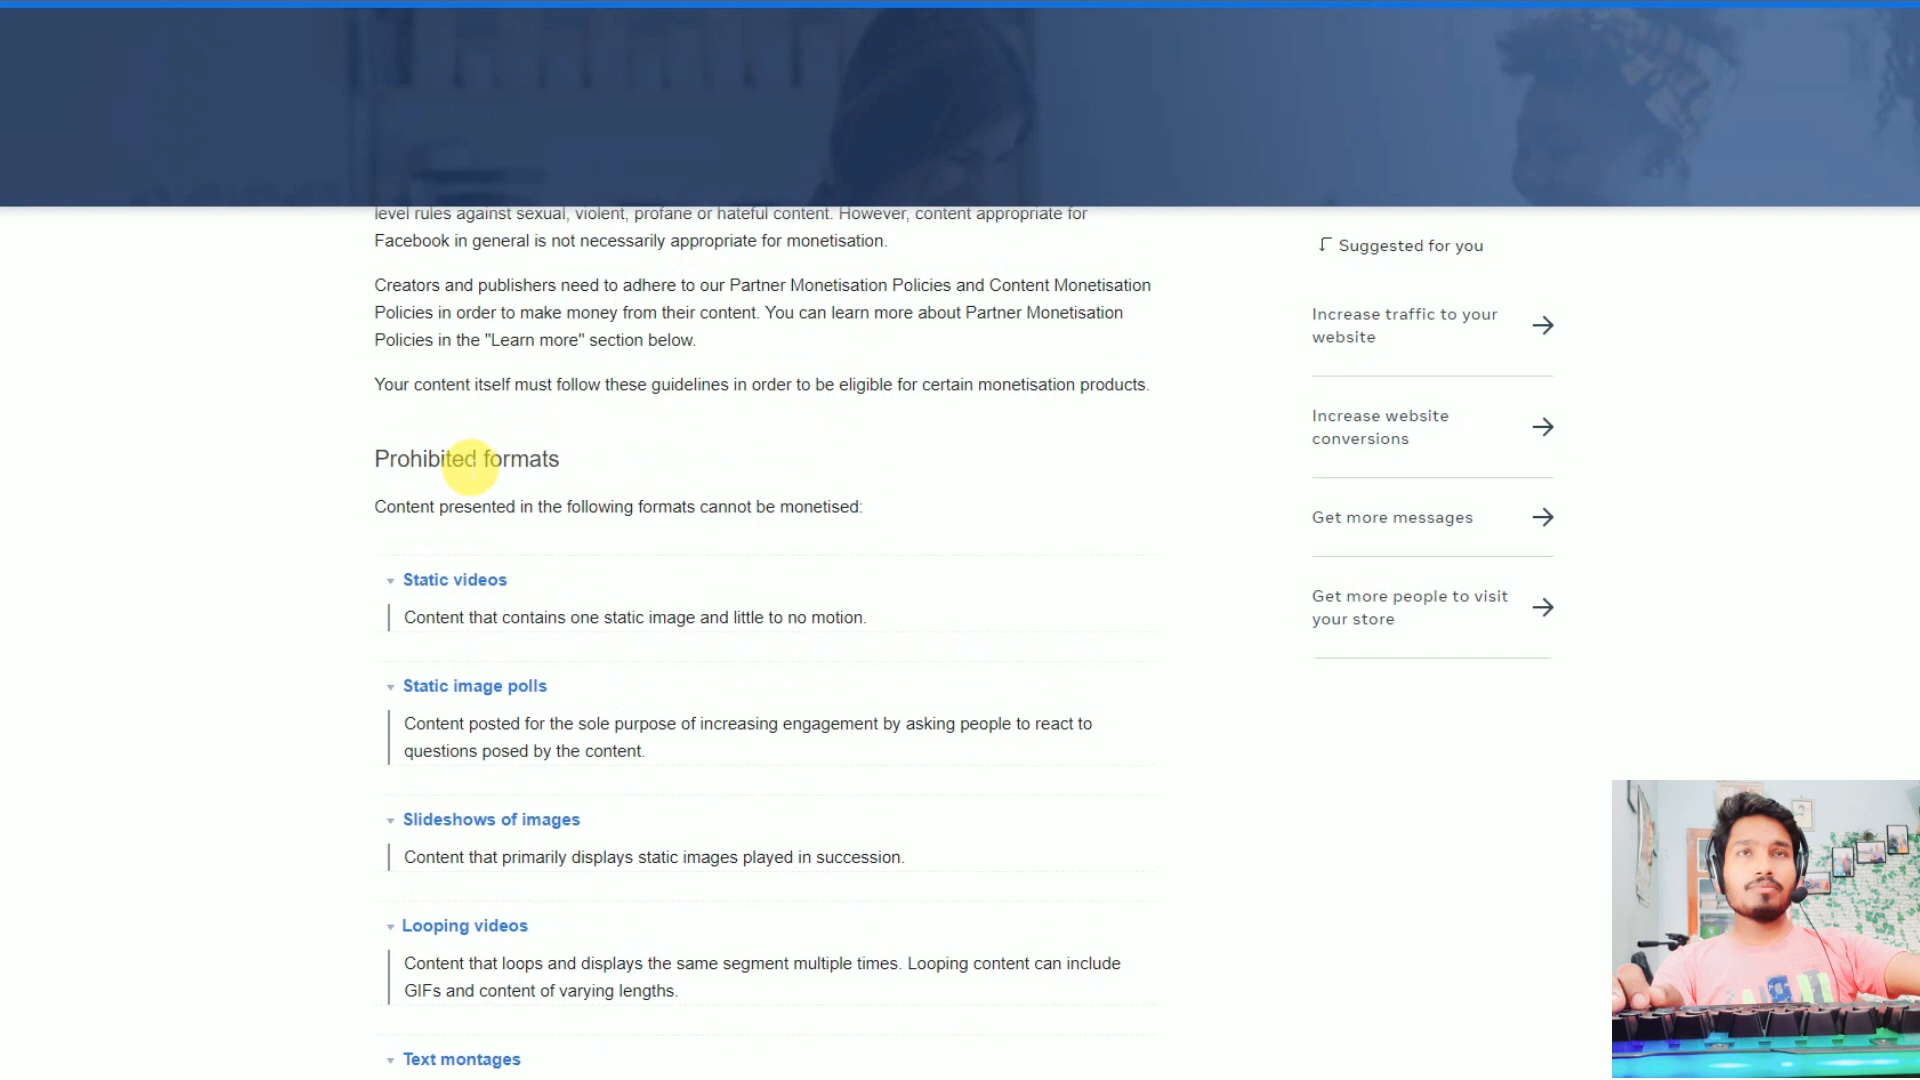 level rules against sexual, violent, profane or hateful content. However, content appropriate for
Facebook in general is not necessarily appropriate for monetisation.
Creators and publishers need to adhere to our Partner Monetisation Policies and Content Monetisation
Policies in order to make money from their content. You can learn more about Partner Monetisation
Policies in the "Learn more" section below.
Your content itself must follow these guidelines in order to be eligible for certain monetisation products.
Prohibited formats
Content presented in the following formats cannot be monetised:
Static videos
Content that contains one static image and little to no motion.
Static image polls
Content posted for the sole purpose of increasing engagement by asking people to react to
questions posed by the content.
Slideshows of images
Content that primarily displays static images played in succession.
Looping videos
Content that loops and displays the same segment multiple times. Looping content can include
GIFs and content of varying lengths.
Text montages
Suggested for you
Increase traffic to your
website
Increase website
conversions
Get more messages
Get more people to visit
your store